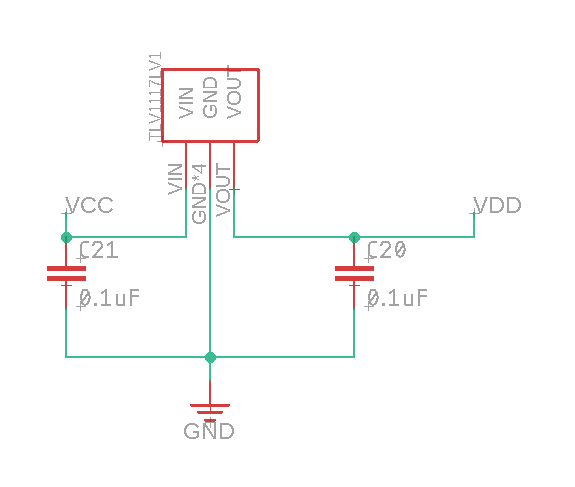 TLV1117LV1
VIN
GND
VOUT
VIN
GND*4
VOUT
VCC
VDD
C21
C20
0.1uF
0.1uF
GND